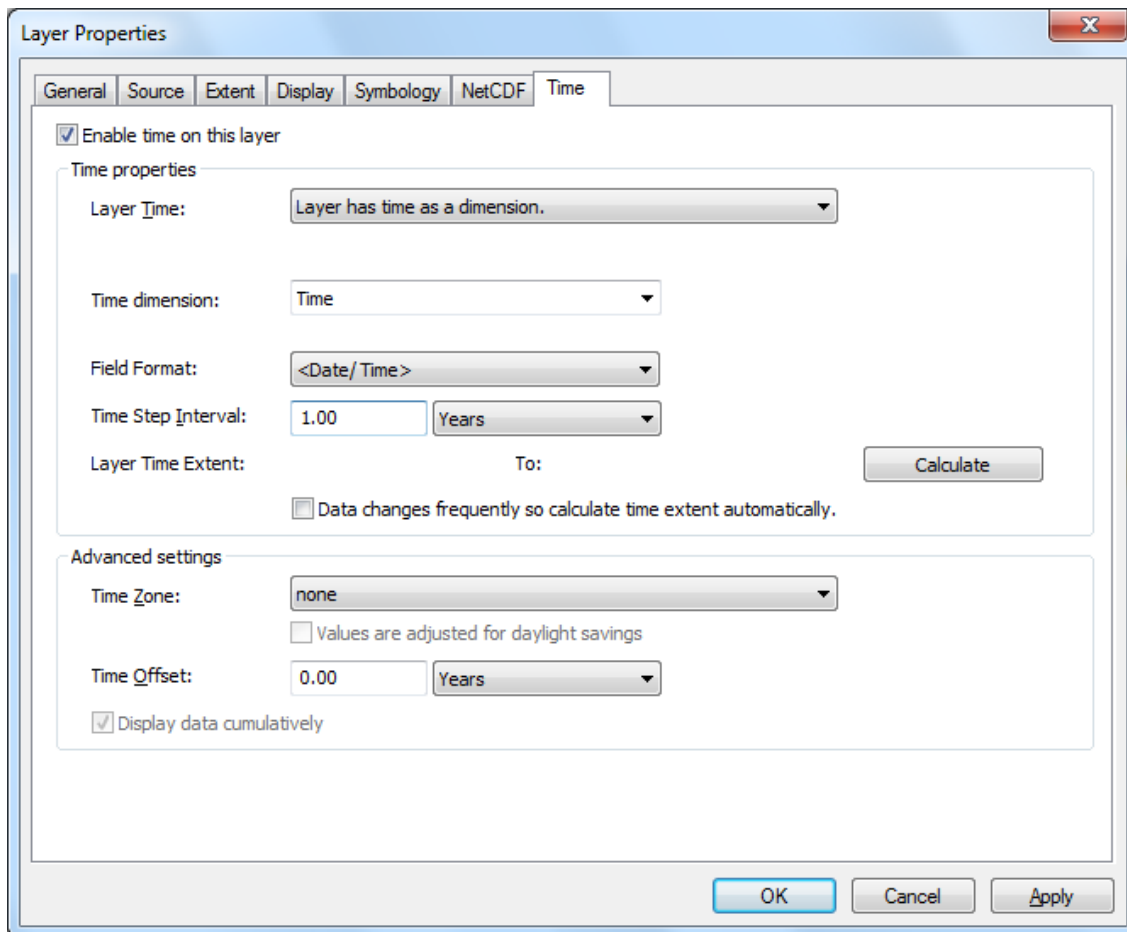 Layer Properties
General Source Extent Display Symbology NetCDF Time
Enable time on this layer
Time properties
Layer Time: Layer has time as a dimension.
Time dimension: Time
Field Format: <Date/Time>
Time Step Interval: 1.00 Years
Layer Time Extent: To: Calculate
Data changes frequently so calculate time extent automatically.
Advanced settings
Time Zone: none
Values are adjusted for daylight savings
Time Offset: 0.00 Years
Display data cumulatively
OK Cancel Apply